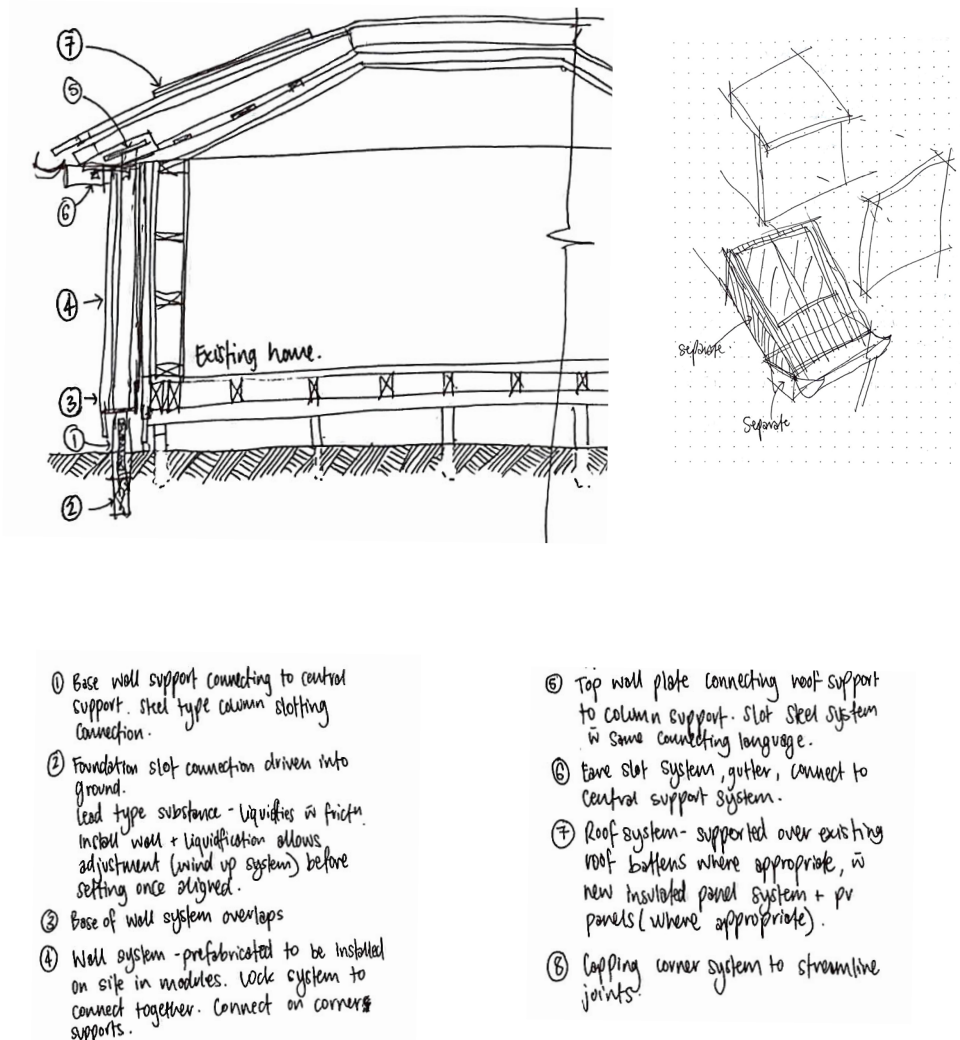 7
5
6
4
Existing home.
3
1
2
separate.
Separate
1 Base wall support connecting to central
support. Steel type column slotting
connection.
2 Foundation slot connection driven into
ground.
Lead type substance - liquidfies w̄ frictn.
Install wall + liquidfication allows
adjustment (wind up system) before
setting once aligned.
3 Base of wall system overlaps
4 Wall system - prefabricated to be installed
on site in modules. Lock system to
connect together. Connect on corners
supports.
5 Top wall plate connecting roof support
to column support. Slot steel system
w̄ same connecting language.
6 Eave slot system, gutter, connect to
central support system.
7 Roof system - supported over existing
roof battens where appropriate, w̄
new insulated panel system + pv
panels (where appropriate).
8 Capping corner system to streamline
joints.